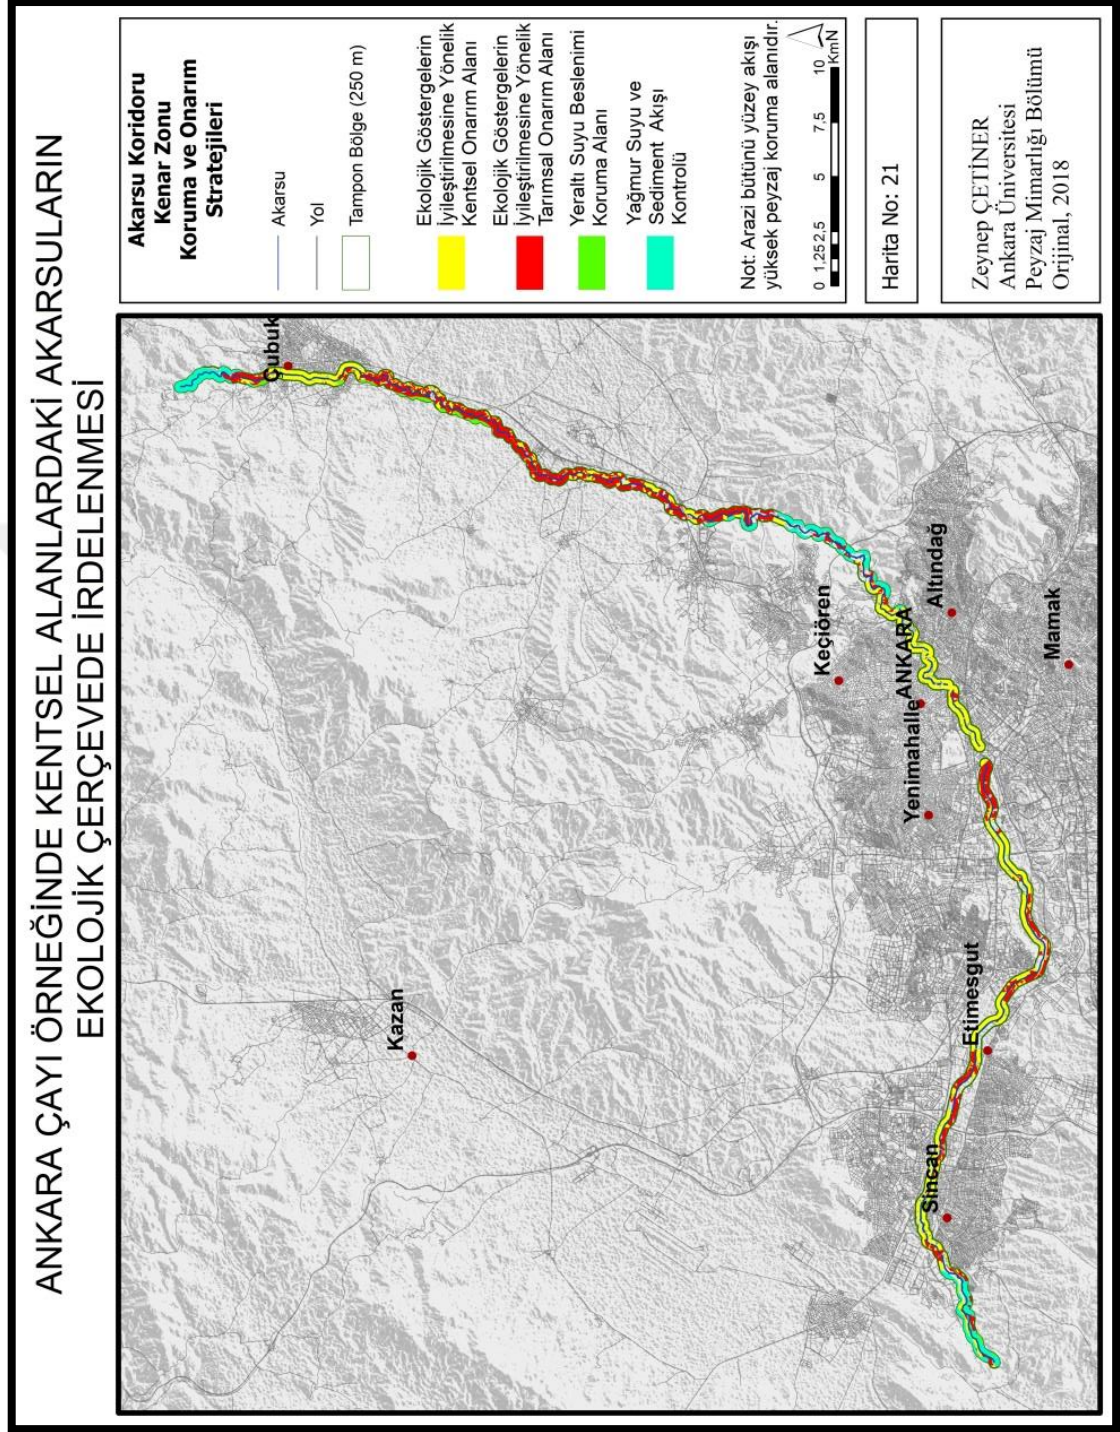 ANKARA ÇAYI ÖRNEĞİNDE KENTSEL ALANLARDAKİ AKARSULARIN
EKOLOJİK ÇERÇEVEDE İRDELENMESİ
Çubuk
Kazan
Keçiören
Altındağ
ANKARA
Yenimahalle
Mamak
Etimesgut
Sincan
Akarsu Koridoru
Kenar Zonu
Koruma ve Onarım
Stratejileri
Akarsu
Yol
Tampon Bölge (250 m)
Ekolojik Göstergelerin
İyileştirilmesine Yönelik
Kentsel Onarım Alanı
Ekolojik Göstergelerin
İyileştirilmesine Yönelik
Tarımsal Onarım Alanı
Yeraltı Suyu Beslenimi
Koruma Alanı
Yağmur Suyu ve
Sediment Akışı
Kontrolü
Not: Arazi bütünü yüzey akışı
yüksek peyzaj koruma alanıdır.
0 1,25 2,5 5 7,5 10
Km
N
Harita No: 21
Zeynep ÇETİNER
Ankara Üniversitesi
Peyzaj Mimarlığı Bölümü
Orijinal, 2018